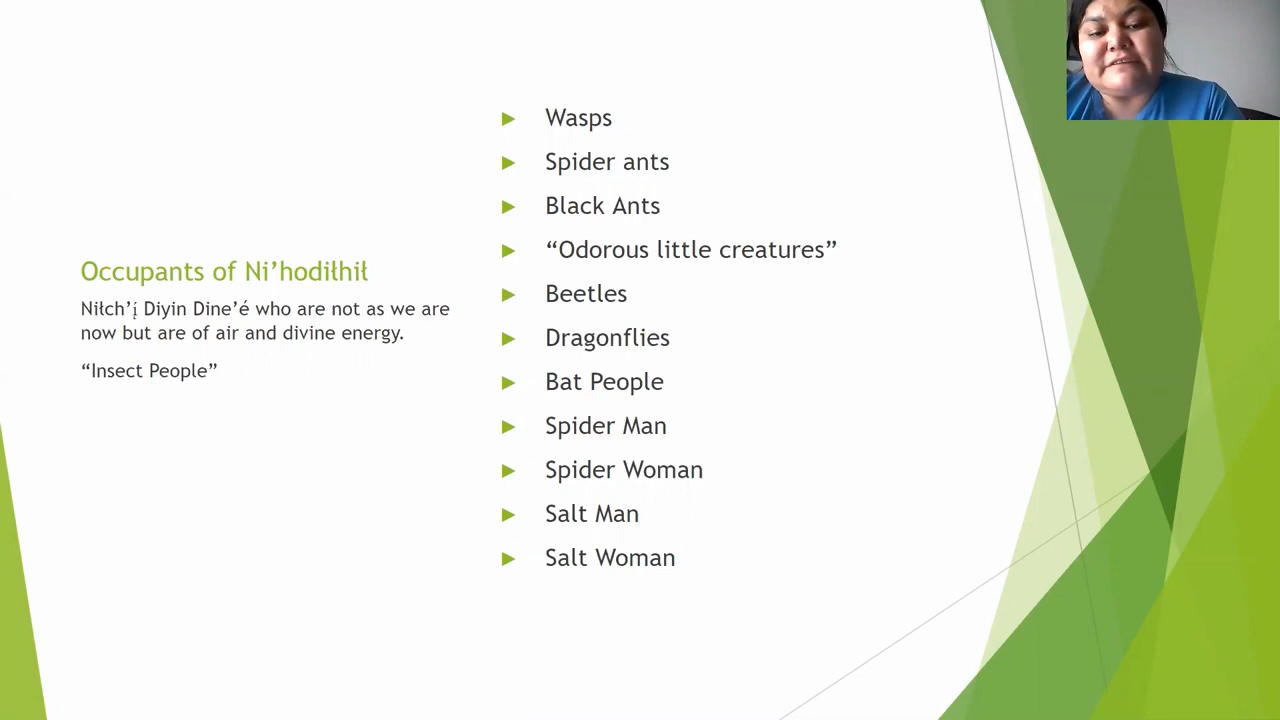 Occupants of Ni’hodiłhił
Niłch’į́ Diyin Dine’é who are not as we are
now but are of air and divine energy.
“Insect People”
Wasps
Spider ants
Black Ants
“Odorous little creatures”
Beetles
Dragonflies
Bat People
Spider Man
Spider Woman
Salt Man
Salt Woman